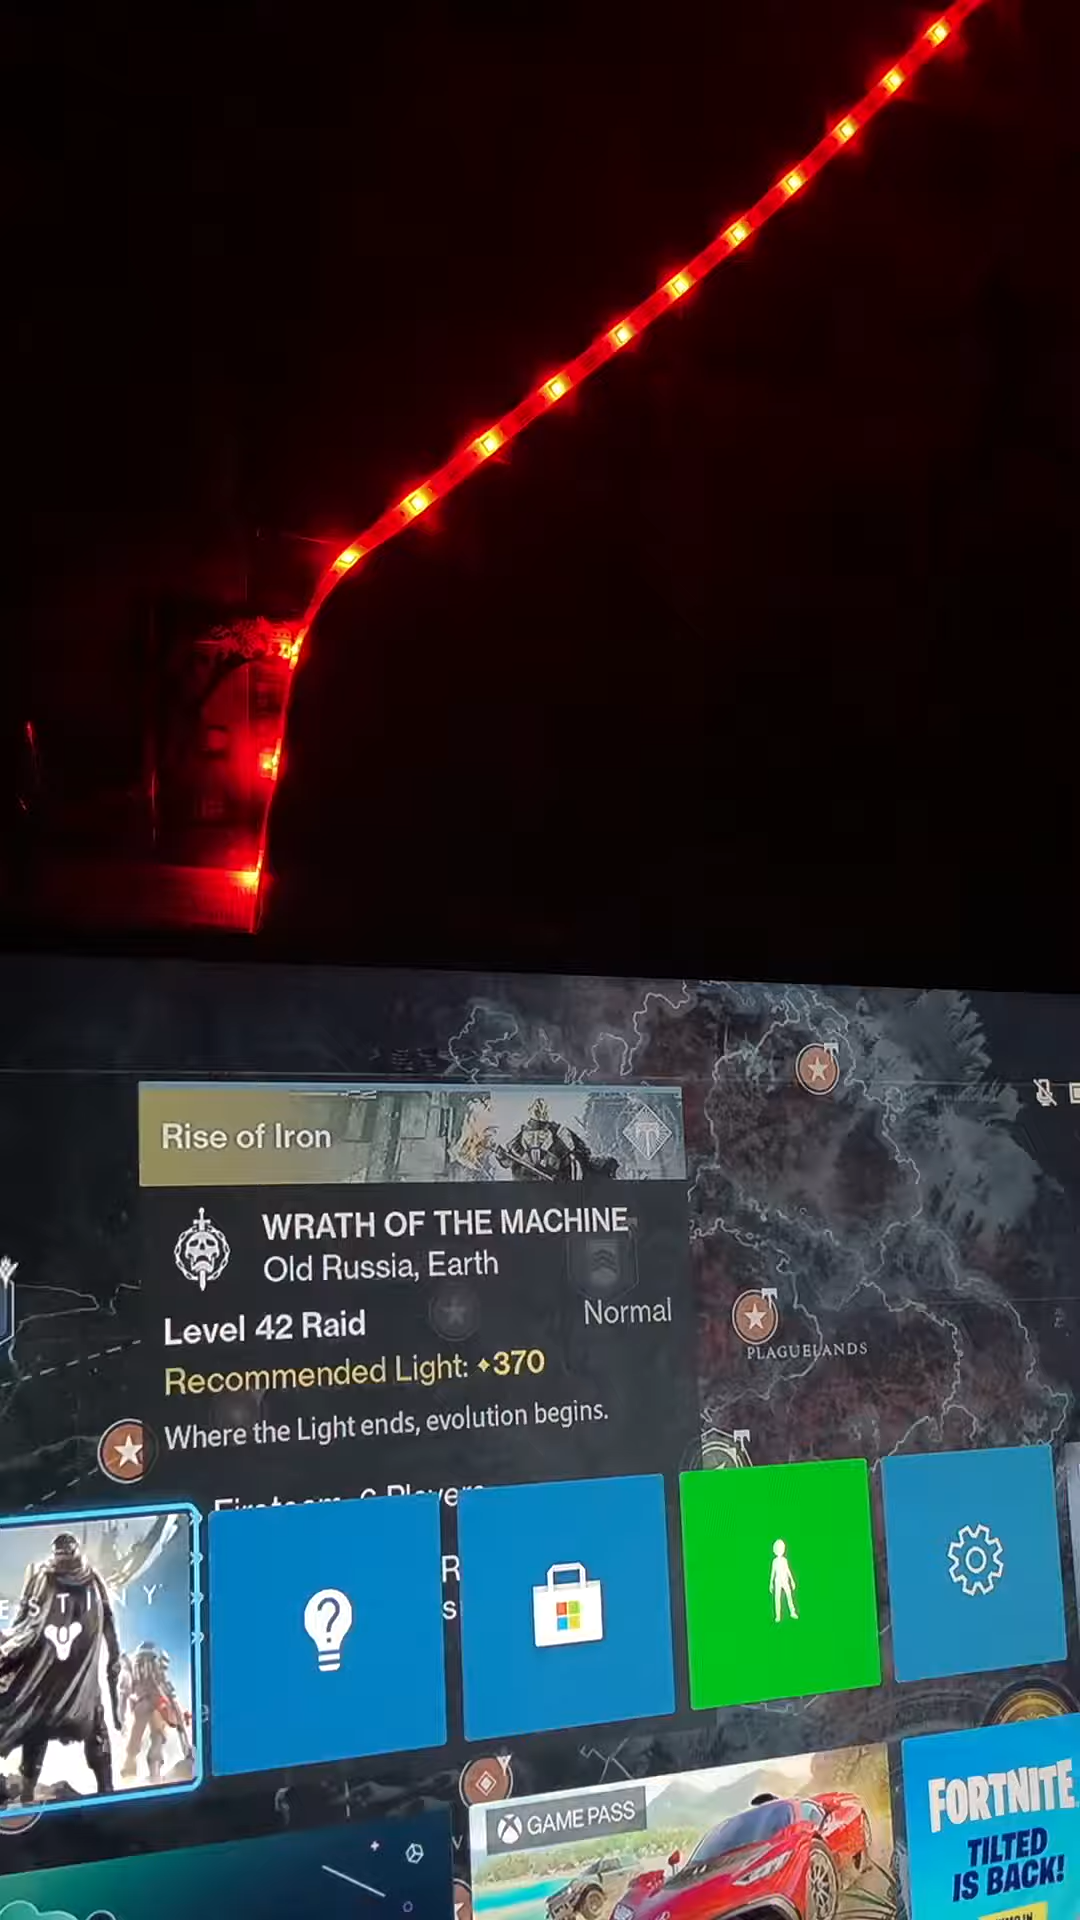 Rise of Iron
WRATH OF THE MACHINE
Old Russia, Earth
Level 42 Raid
Normal
Recommended Light: 370
Where the Light ends, evolution begins.
PLAGUELANDS
GAME PASS
FORTNITE
TILTED
IS BACK!